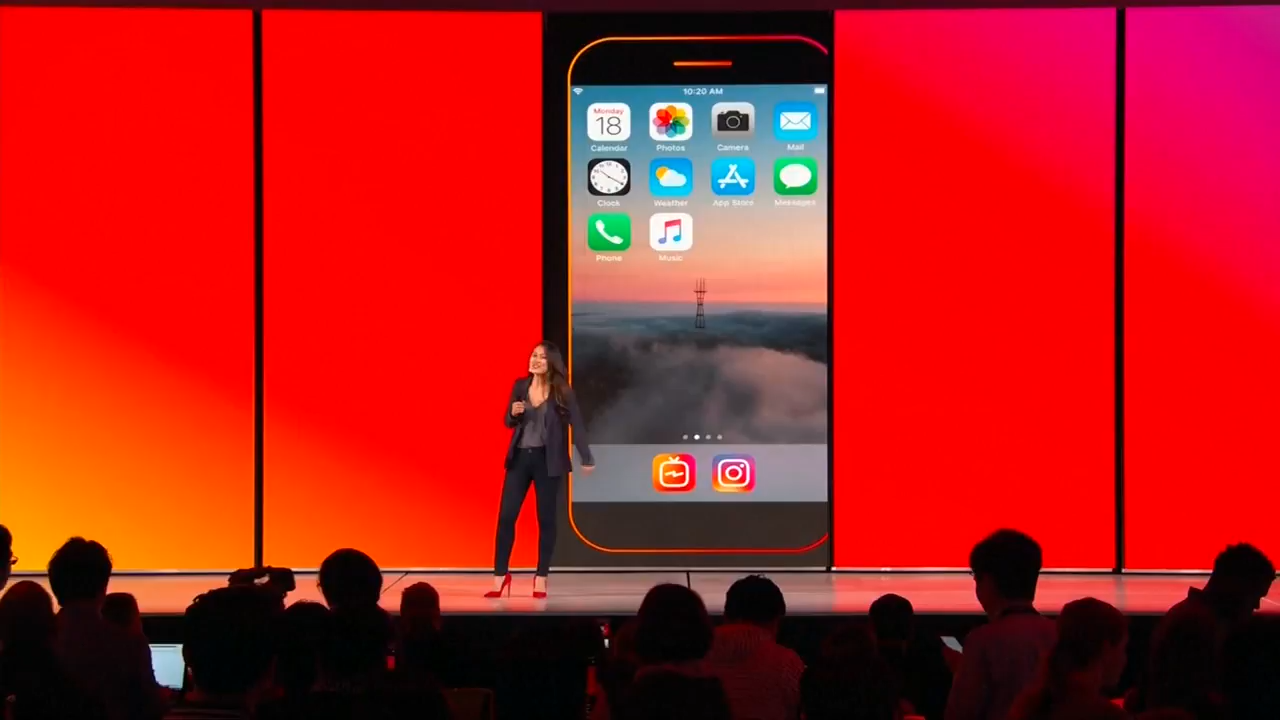 10:20 AM
Monday
18
Calendar Photos Camera Mail
Clock Weather App Store Messages
Phone Music